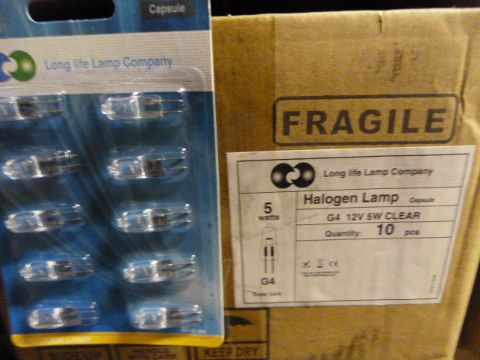 Capsule
Long life Lamp Company
FRAGILE
Long life Lamp Company
5
watts
Halogen Lamp Capsule
G4 12V 5W CLEAR
Quantity: 10 pcs
G4
KEEP DRY